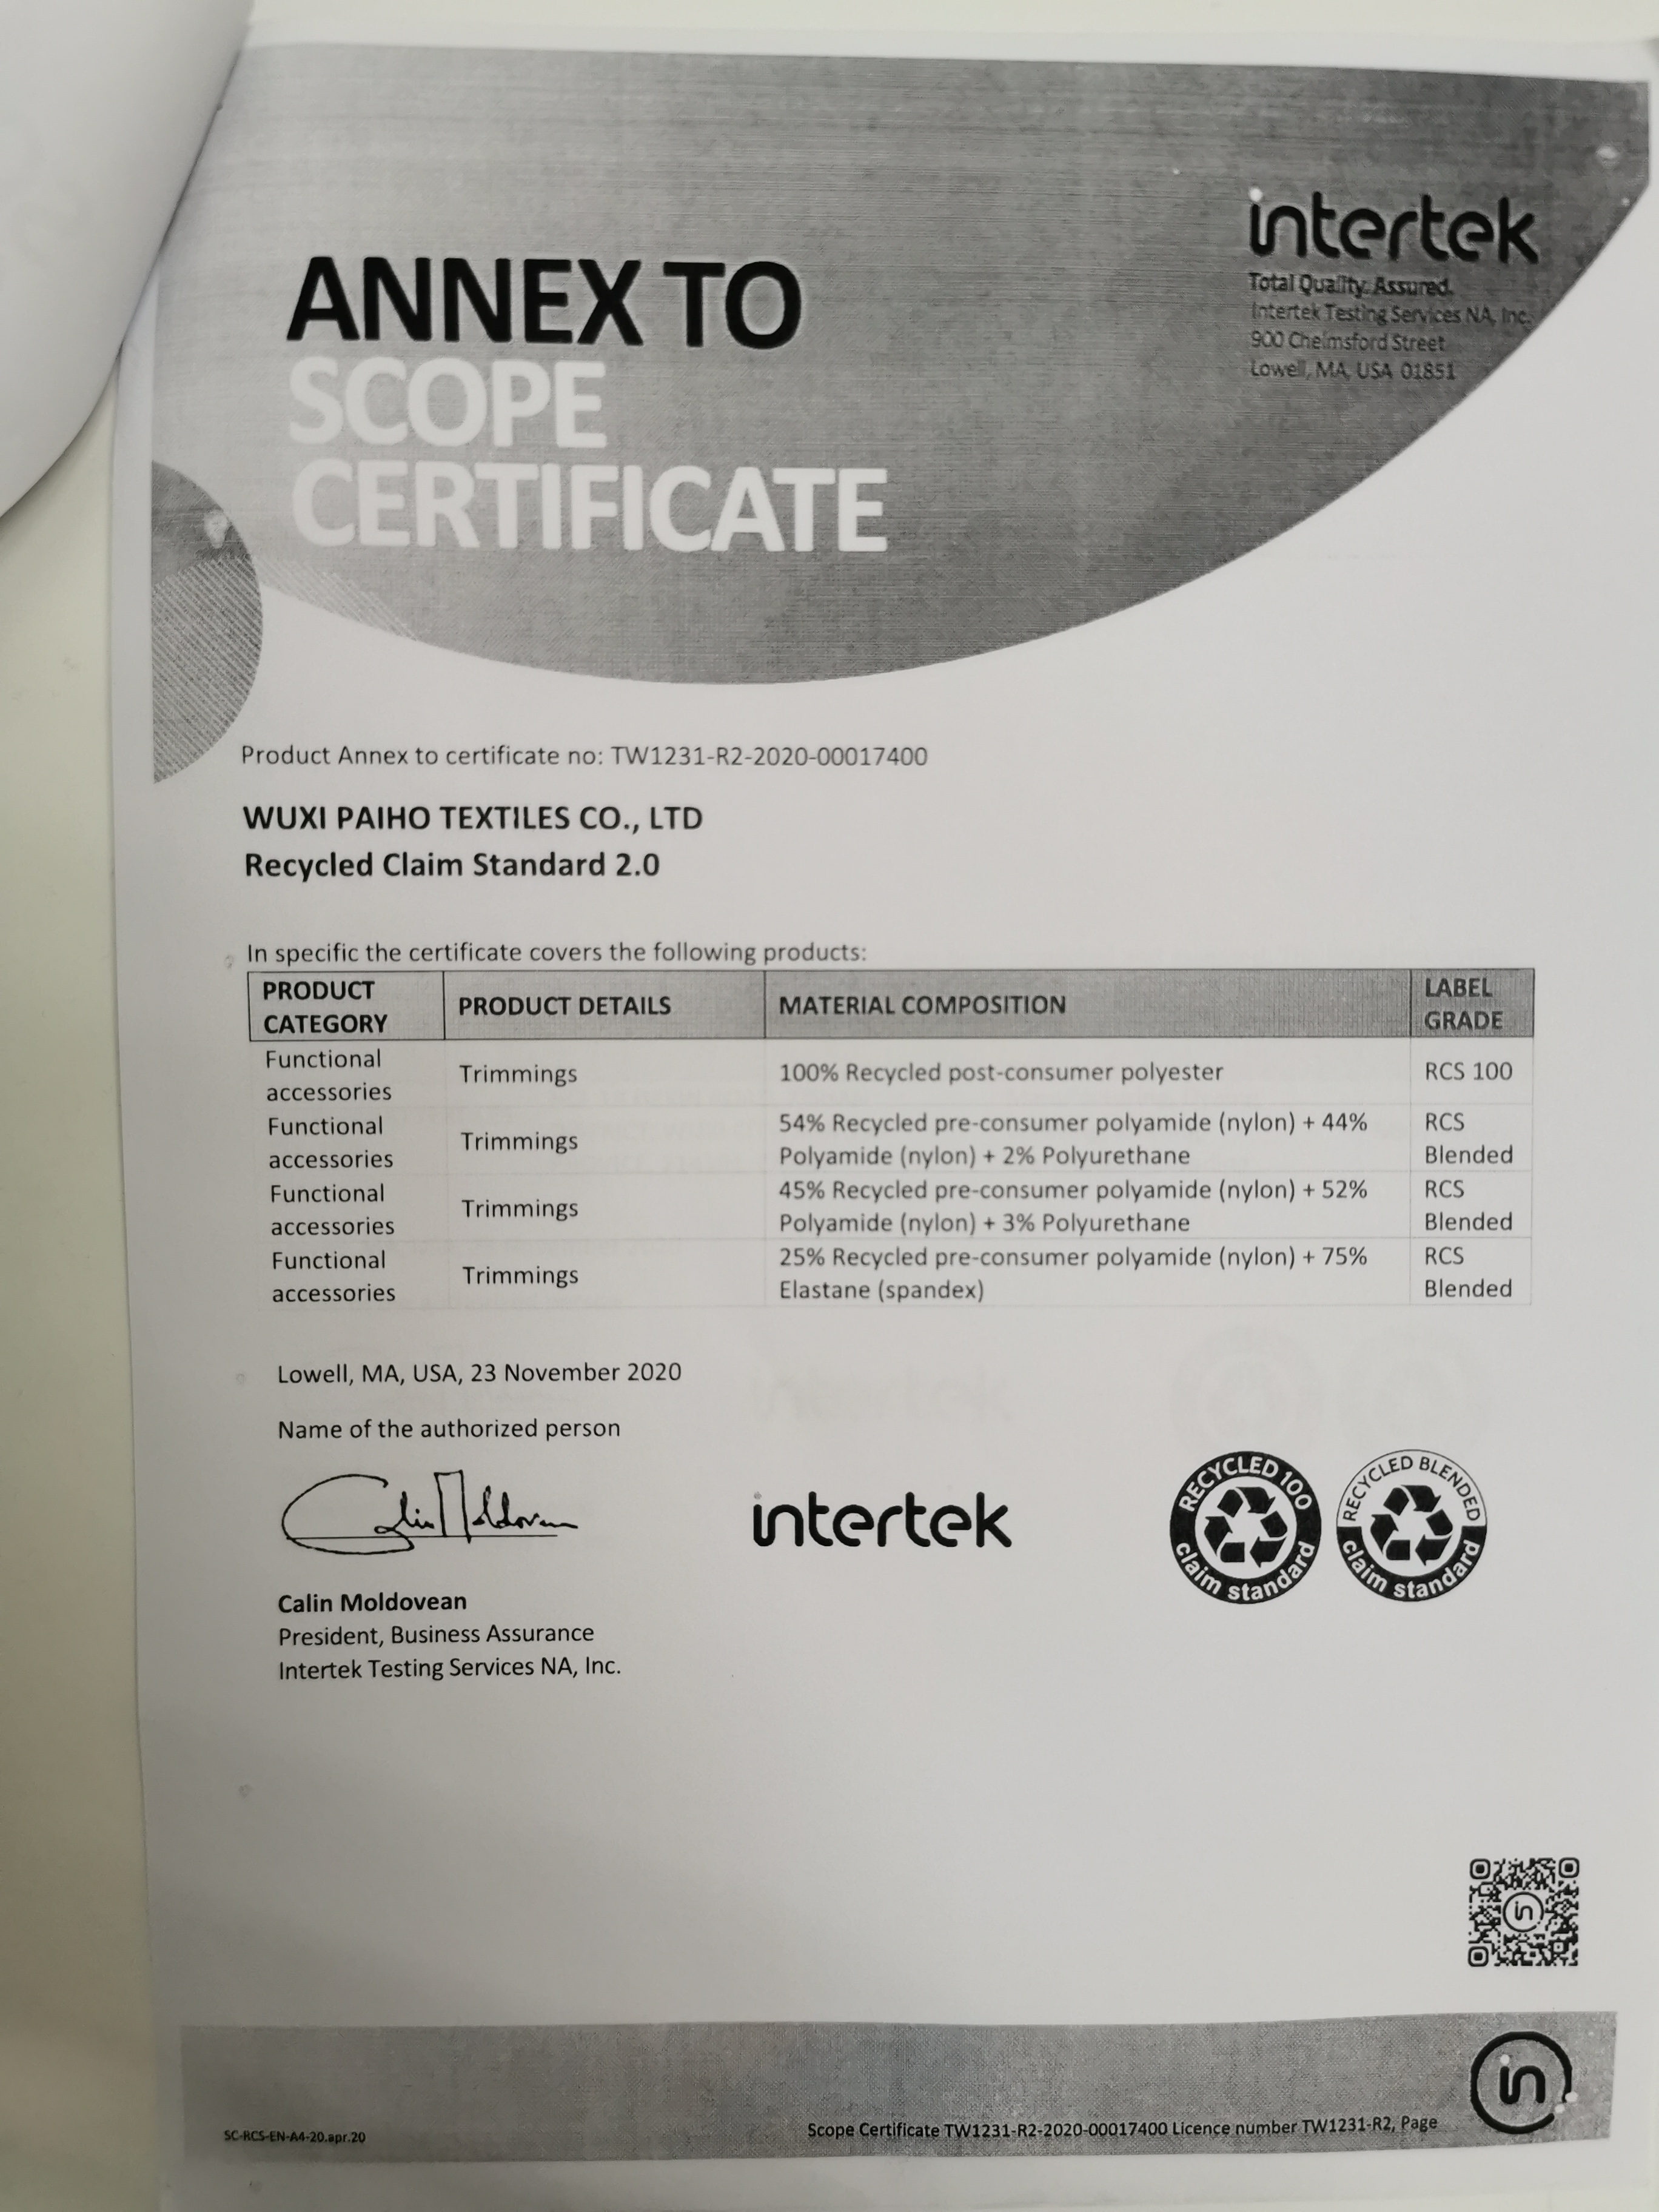 intertek
Total Quality. Assured.
Intertek Testing Services NA, Inc.
900 Chelmsford Street
Lowell, MA, USA 01851
ANNEX TO
SCOPE
CERTIFICATE
Product Annex to certificate no: TW1231-R2-2020-00017400
WUXI PAIHO TEXTILES CO., LTD
Recycled Claim Standard 2.0
In specific the certificate covers the following products:
PRODUCT CATEGORY PRODUCT DETAILS MATERIAL COMPOSITION LABEL GRADE
Functional accessories Trimmings 100% Recycled post-consumer polyester RCS 100
Functional accessories Trimmings 54% Recycled pre-consumer polyamide (nylon) + 44% Polyamide (nylon) + 2% Polyurethane RCS Blended
Functional accessories Trimmings 45% Recycled pre-consumer polyamide (nylon) + 52% Polyamide (nylon) + 3% Polyurethane RCS Blended
Functional accessories Trimmings 25% Recycled pre-consumer polyamide (nylon) + 75% Elastane (spandex) RCS Blended
Lowell, MA, USA, 23 November 2020
Name of the authorized person
Calin Moldovean
intertek
RECYCLED 100 claim standard
RECYCLED BLENDED claim standard
Calin Moldovean
President, Business Assurance
Intertek Testing Services NA, Inc.
in
in
SC-RCS-EN-A4-20.apr.20
Scope Certificate TW1231-R2-2020-00017400 Licence number TW1231-R2, Page